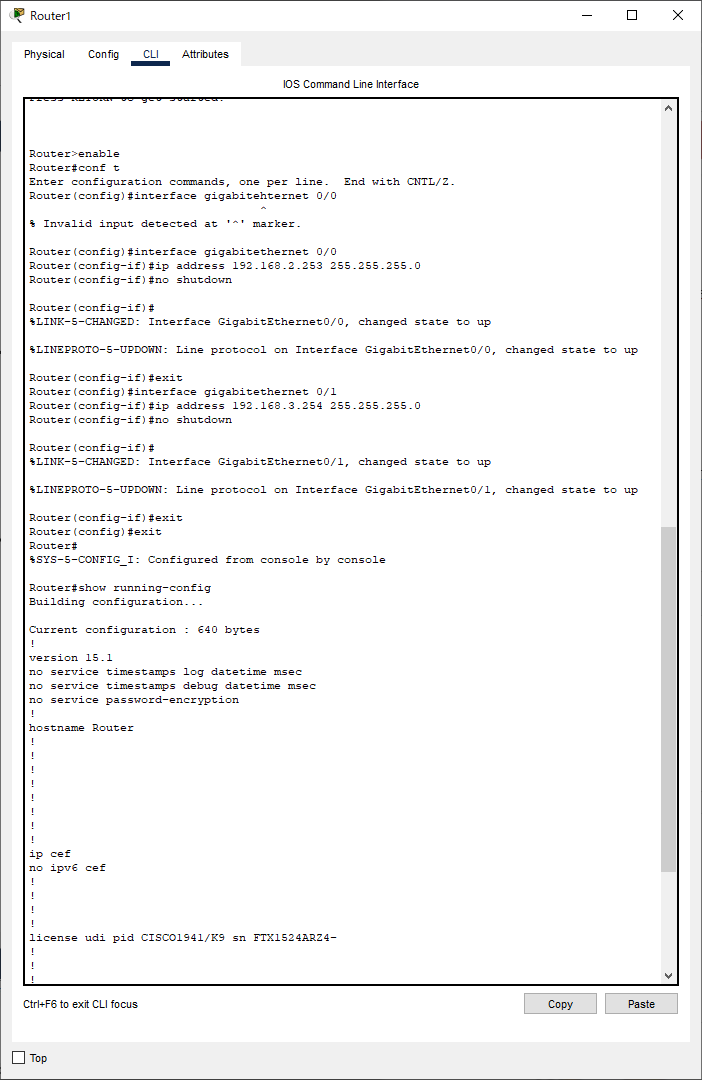 Router1
Physical Config CLI Attributes
IOS Command Line Interface
Press RETURN to get started.
Router>enable
Router#conf t
Enter configuration commands, one per line.  End with CNTL/Z.
Router(config)#interface gigabitehternet 0/0
^
% Invalid input detected at '^' marker.
Router(config)#interface gigabitethernet 0/0
Router(config-if)#ip address 192.168.2.253 255.255.255.0
Router(config-if)#no shutdown
Router(config-if)#
%LINK-5-CHANGED: Interface GigabitEthernet0/0, changed state to up
%LINEPROTO-5-UPDOWN: Line protocol on Interface GigabitEthernet0/0, changed state to up
Router(config-if)#exit
Router(config)#interface gigabitethernet 0/1
Router(config-if)#ip address 192.168.3.254 255.255.255.0
Router(config-if)#no shutdown
Router(config-if)#
%LINK-5-CHANGED: Interface GigabitEthernet0/1, changed state to up
%LINEPROTO-5-UPDOWN: Line protocol on Interface GigabitEthernet0/1, changed state to up
Router(config-if)#exit
Router(config)#exit
Router#
%SYS-5-CONFIG_I: Configured from console by console
Router#show running-config
Building configuration...
Current configuration : 640 bytes
!
version 15.1
no service timestamps log datetime msec
no service timestamps debug datetime msec
no service password-encryption
!
hostname Router
!
!
!
!
!
!
!
!
ip cef
no ipv6 cef
!
!
!
!
license udi pid CISCO1941/K9 sn FTX1524ARZ4-
!
!
!
Ctrl+F6 to exit CLI focus
Copy Paste
Top